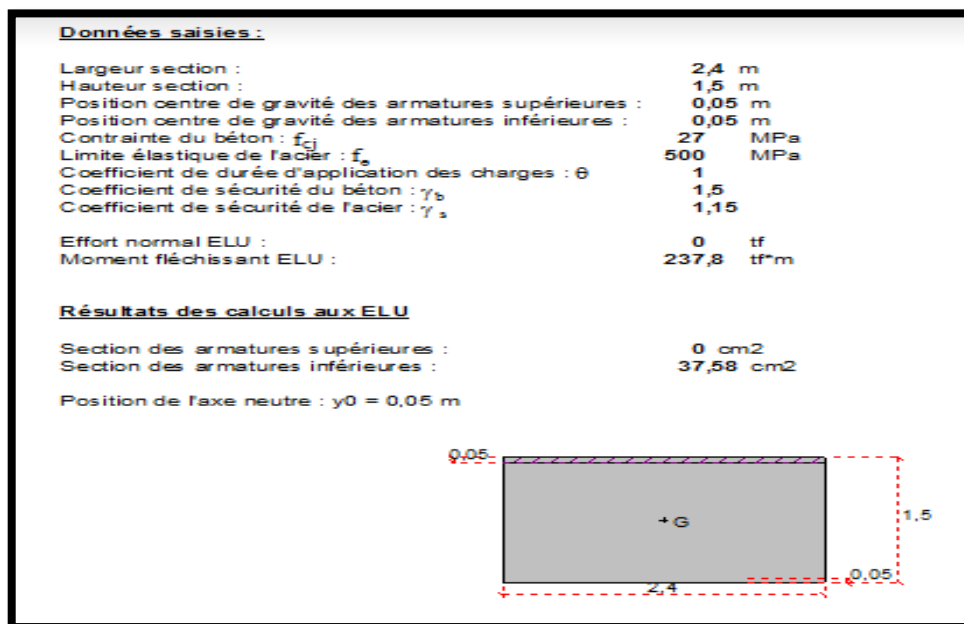 Données saisies :
Largeur section : 2,4 m
Hauteur section : 1,5 m
Position centre de gravité des armatures supérieures : 0,05 m
Position centre de gravité des armatures inférieures : 0,05 m
Contrainte du béton : fcj 27 MPa
Limite élastique de l'acier : fe 500 MPa
Coefficient de durée d'application des charges : θ 1
Coefficient de sécurité du béton : γb 1,5
Coefficient de sécurité de l'acier : γs 1,15
Effort normal ELU : 0 tf
Moment fléchissant ELU : 237,8 tf*m
Résultats des calculs aux ELU
Section des armatures supérieures : 0 cm2
Section des armatures inférieures : 37,58 cm2
Position de l'axe neutre : y0 = 0,05 m
0,05
1,5
+G
0,05
2,4